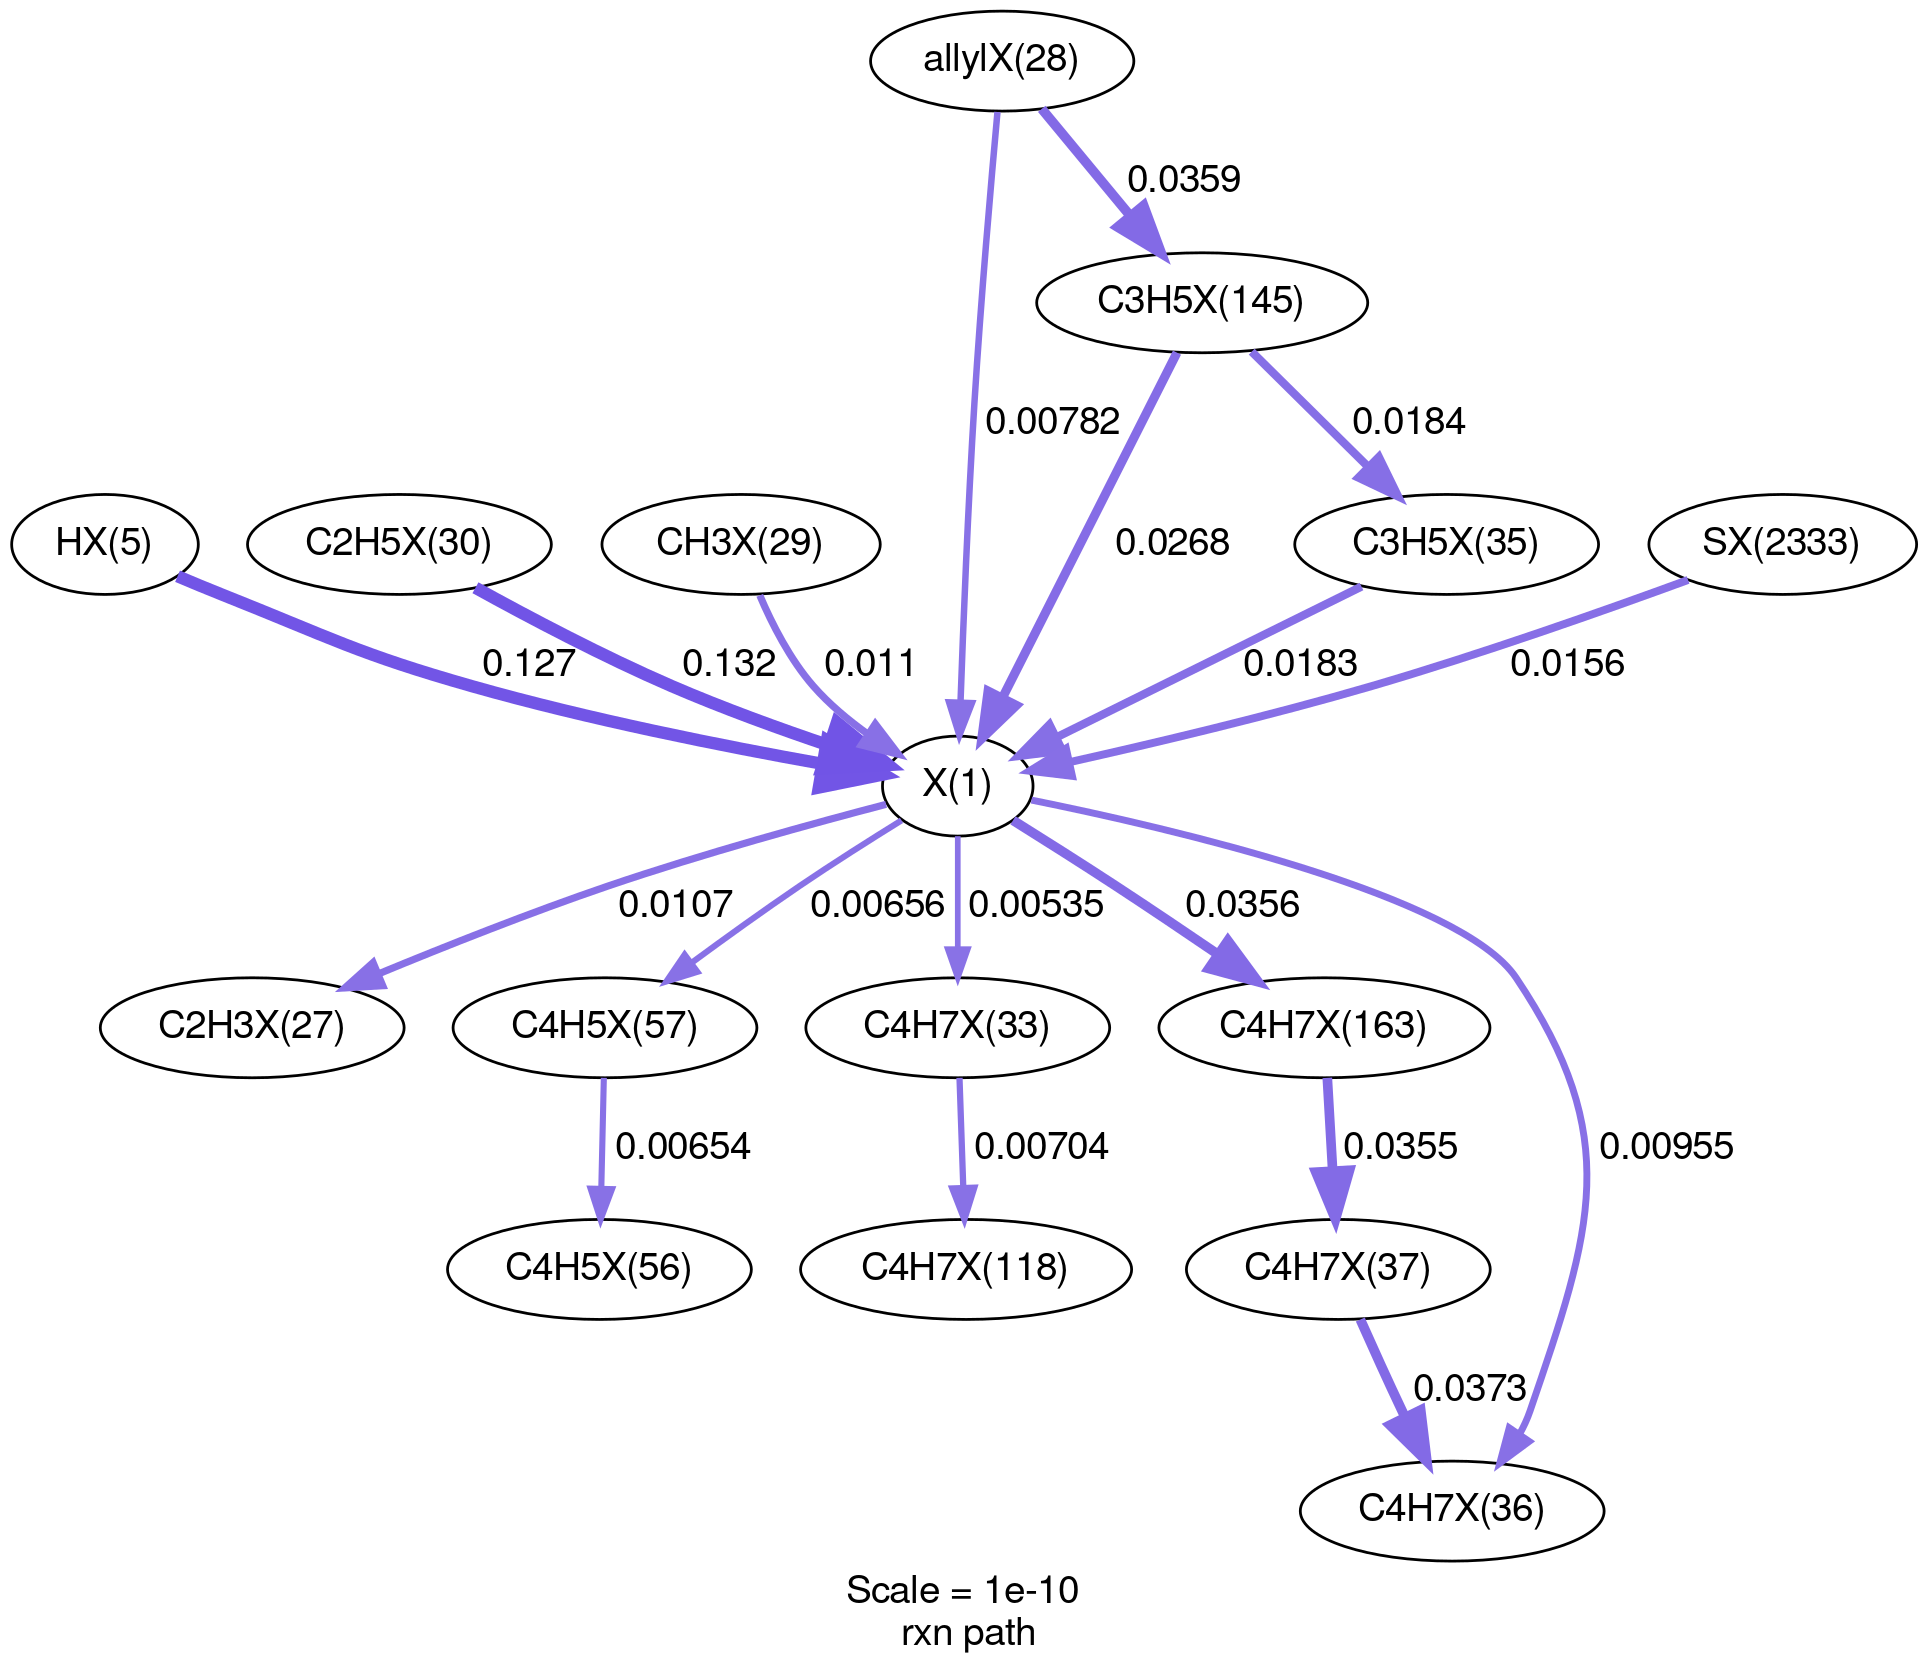 allylX(28)
0.0359
C3H5X(145)
0.00782
0.0184
HX(5)
C2H5X(30)
CH3X(29)
0.0268
C3H5X(35)
SX(2333)
0.127
0.132
0.011
0.0183
0.0156
X(1)
0.0107
0.00656
0.00535
0.0356
C2H3X(27)
C4H5X(57)
C4H7X(33)
C4H7X(163)
0.00654
0.00704
0.0355
0.00955
C4H5X(56)
C4H7X(118)
C4H7X(37)
0.0373
C4H7X(36)
Scale = 1e-10
rxn path